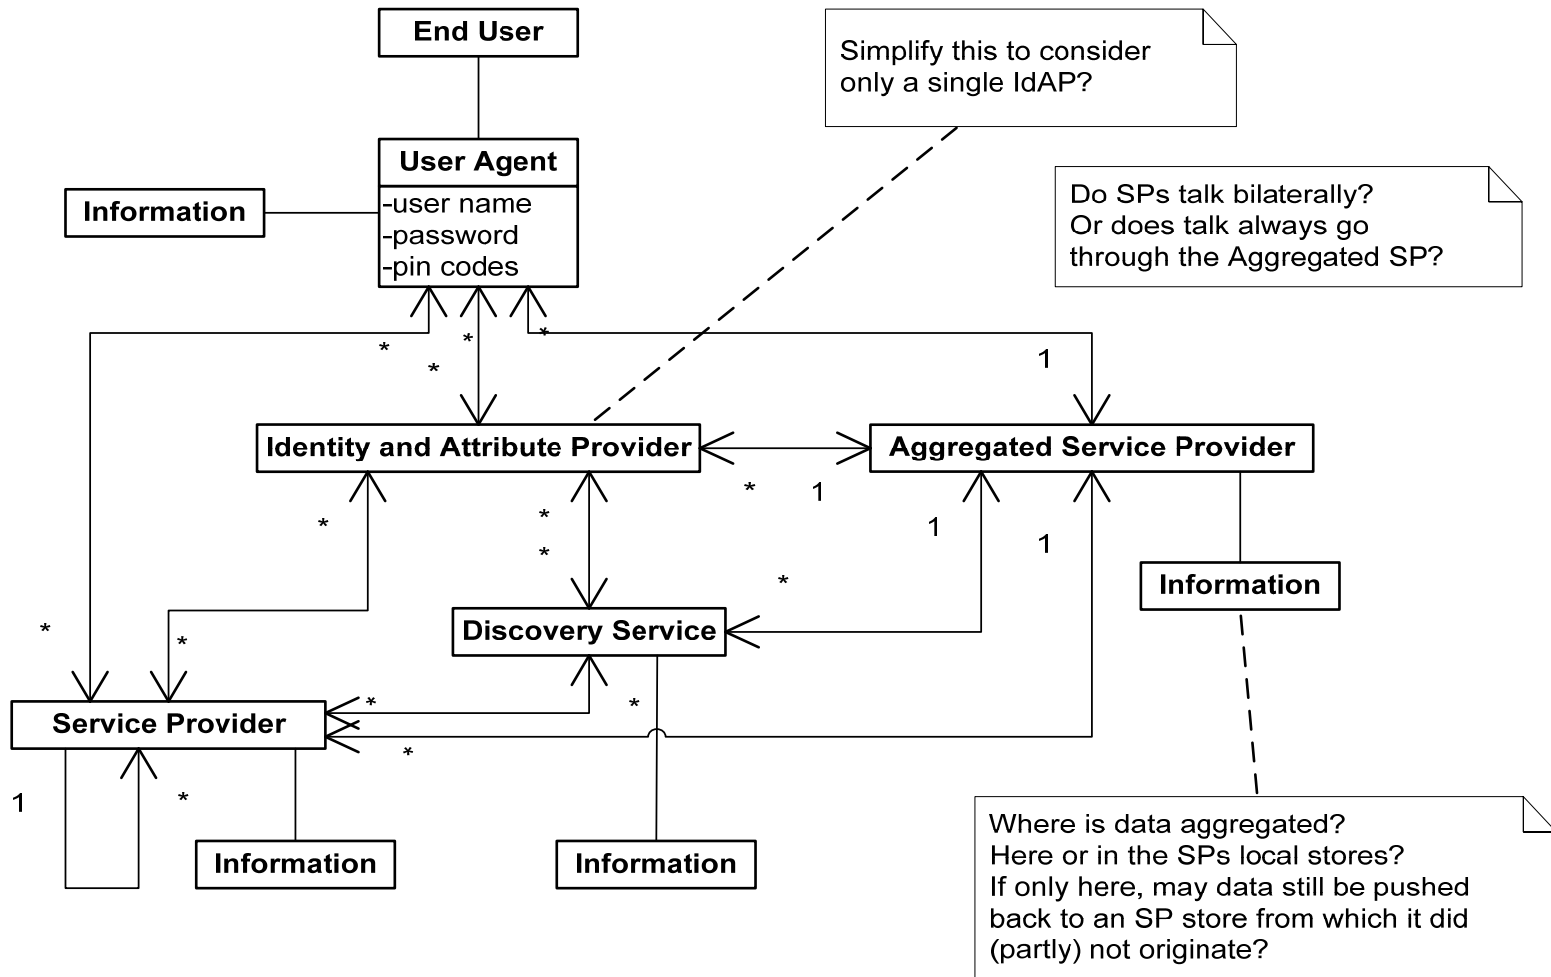 End User
Simplify this to consider
only a single IdAP?
User Agent
-user name
-password
-pin codes
Information
Do SPs talk bilaterally?
Or does talk always go
through the Aggregated SP?
*
*
*
*
1
Identity and Attribute Provider
Aggregated Service Provider
*
1
*
*
*
1
1
*
Information
*
*
Discovery Service
*
*
Service Provider
*
1
*
Information
Information
Where is data aggregated?
Here or in the SPs local stores?
If only here, may data still be pushed
back to an SP store from which it did
(partly) not originate?